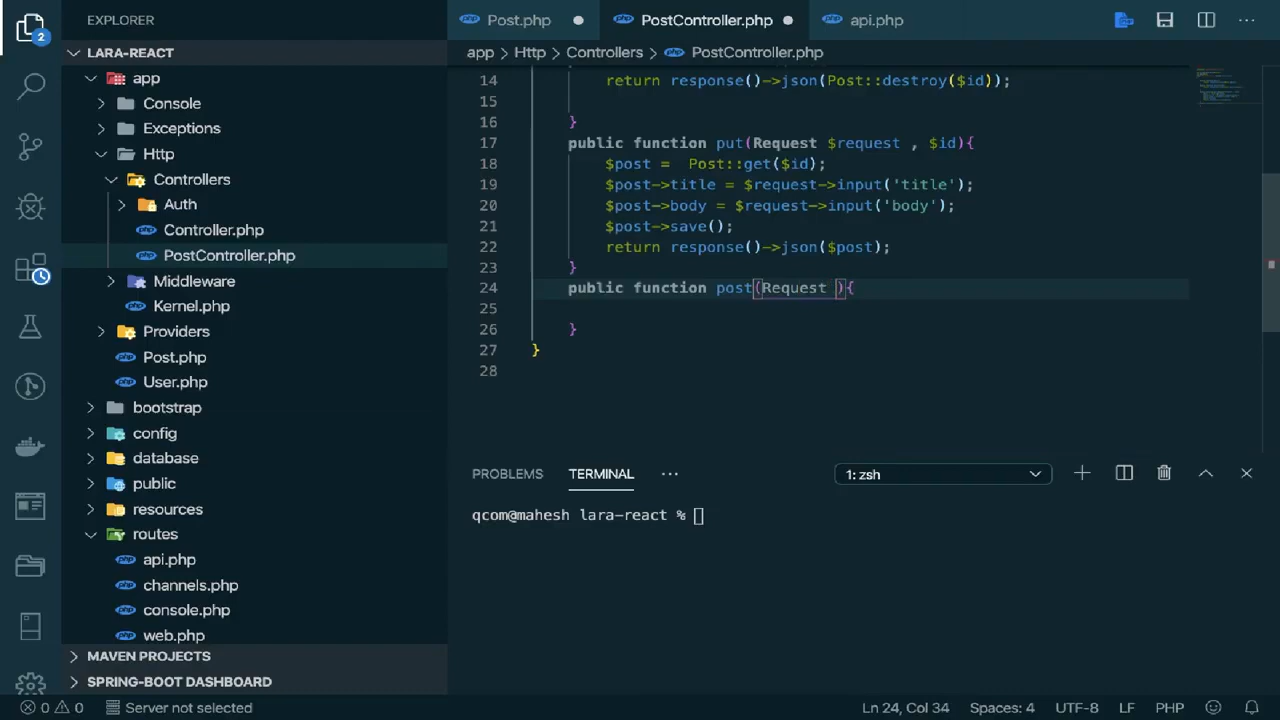 EXPLORER
Post.php
PostController.php
api.php
2
LARA-REACT
app > Http > Controllers > PostController.php
app
Console
Exceptions
Http
Controllers
Auth
Controller.php
PostController.php
Middleware
Kernel.php
Providers
Post.php
User.php
bootstrap
config
database
public
resources
routes
api.php
channels.php
console.php
web.php
MAVEN PROJECTS
SPRING-BOOT DASHBOARD
14 return response()->json(Post::destroy($id));
15
16 }
17 public function put(Request $request , $id){
18 $post =  Post::get($id);
19 $post->title = $request->input('title');
20 $post->body = $request->input('body');
21 $post->save();
22 return response()->json($post);
23 }
24 public function post(Request ){
25
26 }
27 }
28
PROBLEMS TERMINAL ··· 1: zsh
qcom@mahesh lara-react %
0 0 Server not selected Ln 24, Col 34 Spaces: 4 UTF-8 LF PHP